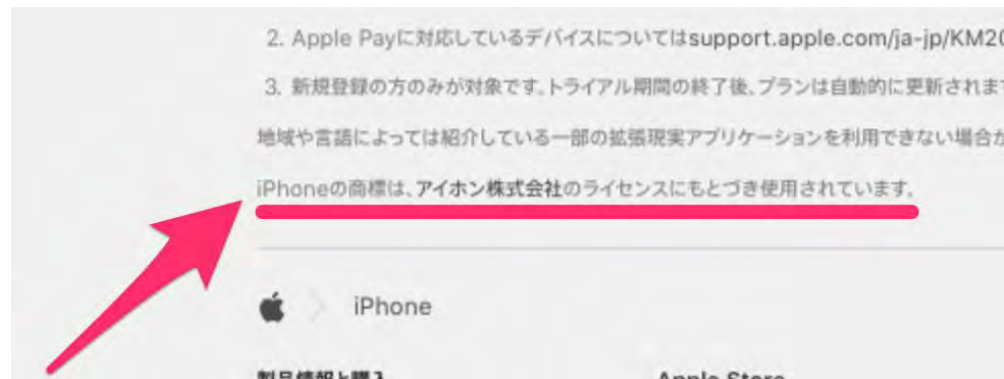 2. Apple Payに対応しているデバイスについてはsupport.apple.com/ja-jp/KM20
3. 新規登録の方のみが対象です。トライアル期間の終了後、プランは自動的に更新されます
地域や言語によっては紹介している一部の拡張現実アプリケーションを利用できない場合が
iPhoneの商標は、アイホン株式会社のライセンスにもとづき使用されています。
iPhone
製品情報と購入
Apple Store